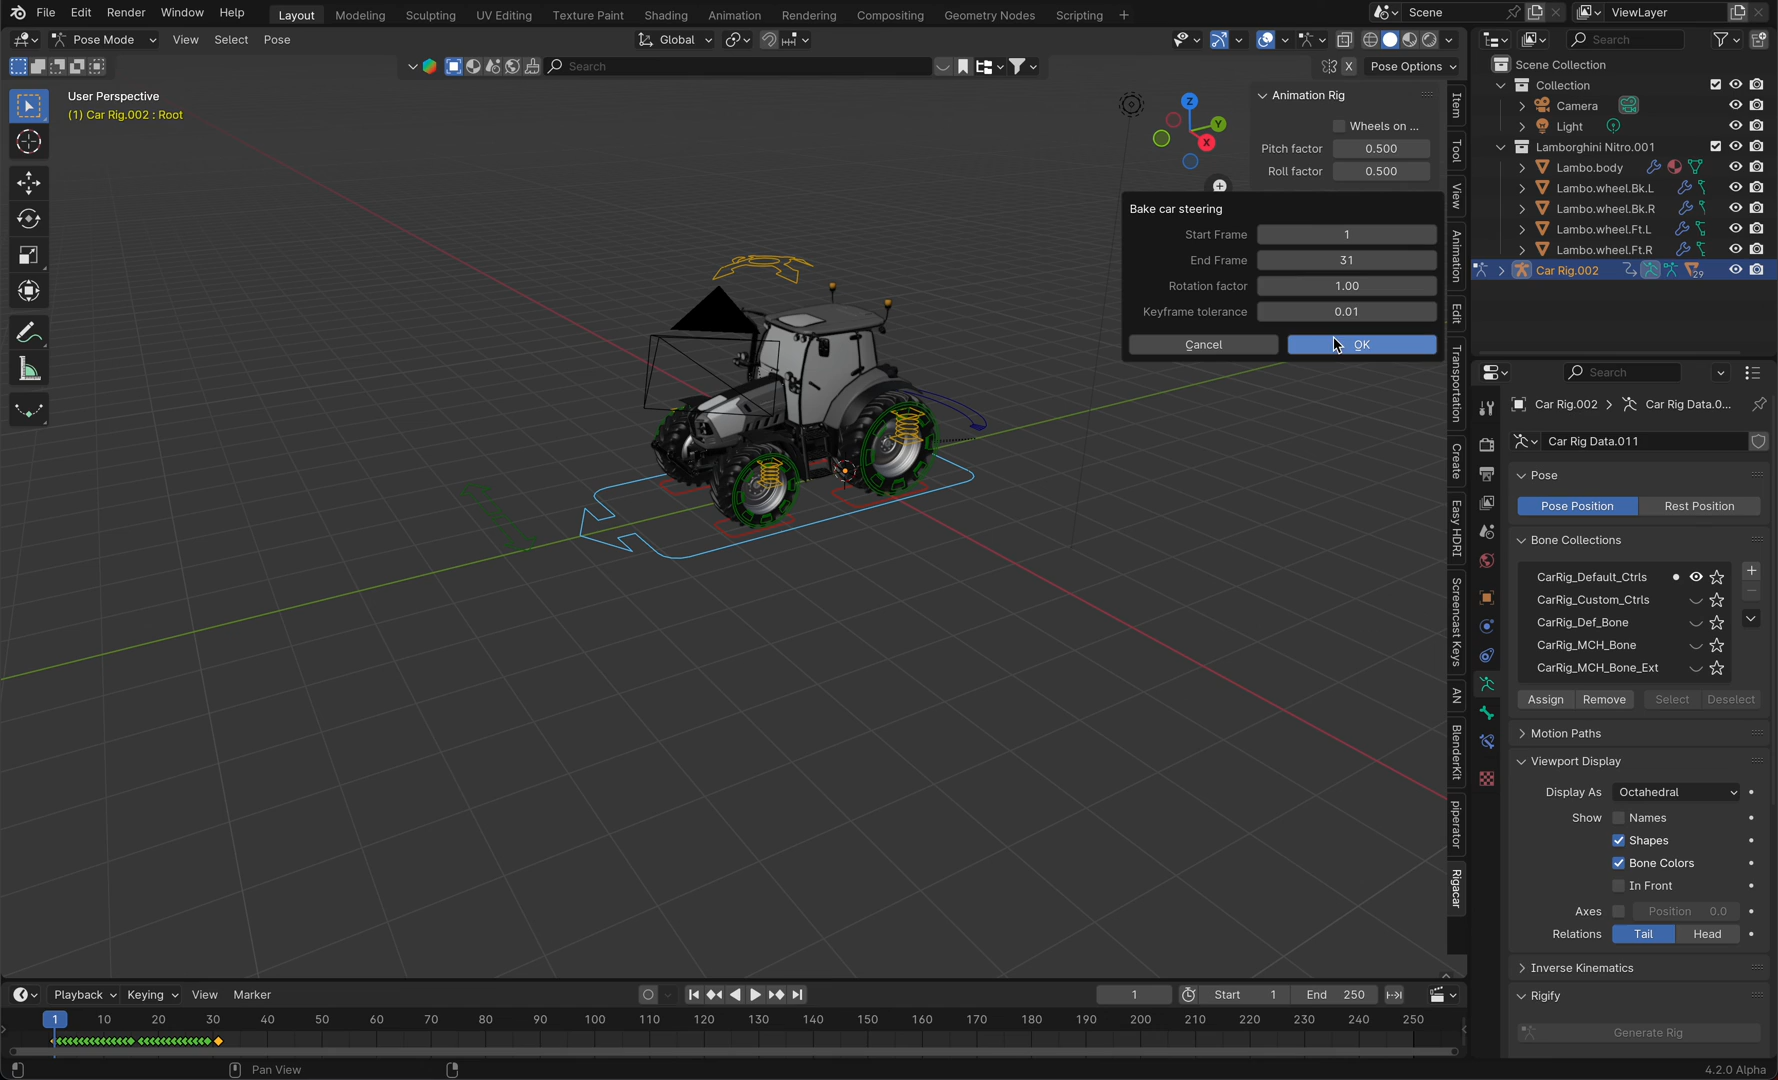 File Edit Render Window Help Layout Modeling Sculpting UV Editing Texture Paint Shading Animation Rendering Compositing Geometry Nodes Scripting + Scene ViewLayer
Pose Mode View Select Pose Global Search
Search X Pose Options
User Perspective
(1) Car Rig.002 : Root
Z
Y
X
Animation Rig
Wheels on ...
Pitch factor 0.500
Roll factor 0.500
Bake car steering
Start Frame 1
End Frame 31
Rotation factor 1.00
Keyframe tolerance 0.01
Cancel OK
Item
Tool
View
Animation
Edit
Transportation
Create
Easy HDRI
Screencast Keys
AN
BlenderKit
piperator
Rigacar
Scene Collection
Collection
Camera
Light
Lamborghini Nitro.001
Lambo.body
Lambo.wheel.Bk.L
Lambo.wheel.Bk.R
Lambo.wheel.Ft.L
Lambo.wheel.Ft.R
Car Rig.002 29
Search
Car Rig.002 > Car Rig Data.0...
Car Rig Data.011
Pose
Pose Position Rest Position
Bone Collections
CarRig_Default_Ctrls
CarRig_Custom_Ctrls
CarRig_Def_Bone
CarRig_MCH_Bone
CarRig_MCH_Bone_Ext
Assign Remove Select Deselect
Motion Paths
Viewport Display
Display As Octahedral
Show Names
Shapes
Bone Colors
In Front
Axes Position 0.0
Relations Tail Head
Inverse Kinematics
Rigify
Generate Rig
Playback Keying View Marker 1 Start 1 End 250
1 10 20 30 40 50 60 70 80 90 100 110 120 130 140 150 160 170 180 190 200 210 220 230 240 250
Pan View 4.2.0 Alpha